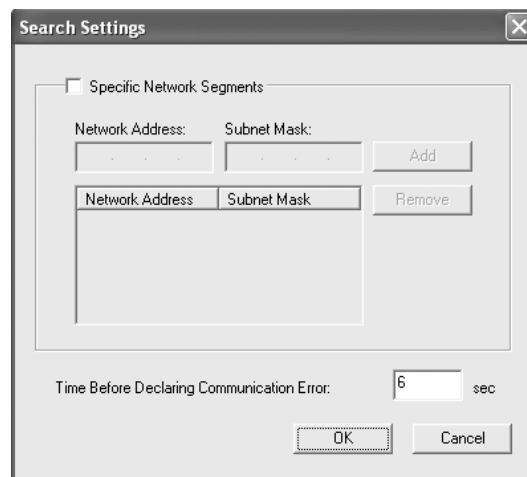 Search Settings
Specific Network Segments
Network Address: Subnet Mask:
. . . . . . Add
Network Address Subnet Mask Remove
Time Before Declaring Communication Error: 6 sec
OK Cancel